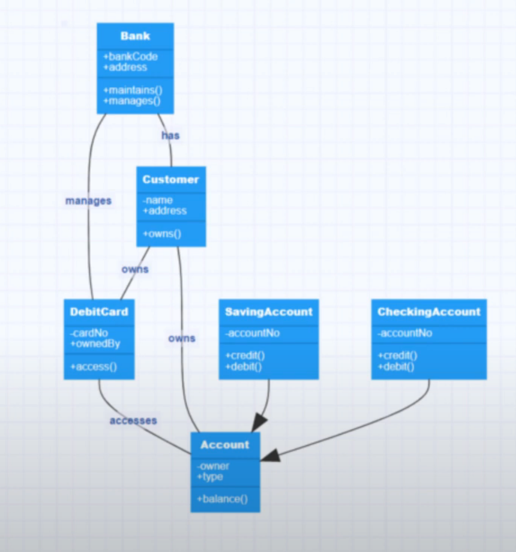 Bank
+bankCode
+address
+maintains()
+manages()
has
Customer
-name
+address
+owns()
manages
owns
DebitCard
-cardNo
+ownedBy
+access()
owns
SavingAccount
-accountNo
+credit()
+debit()
CheckingAccount
-accountNo
+credit()
+debit()
accesses
Account
-owner
+type
+balance()